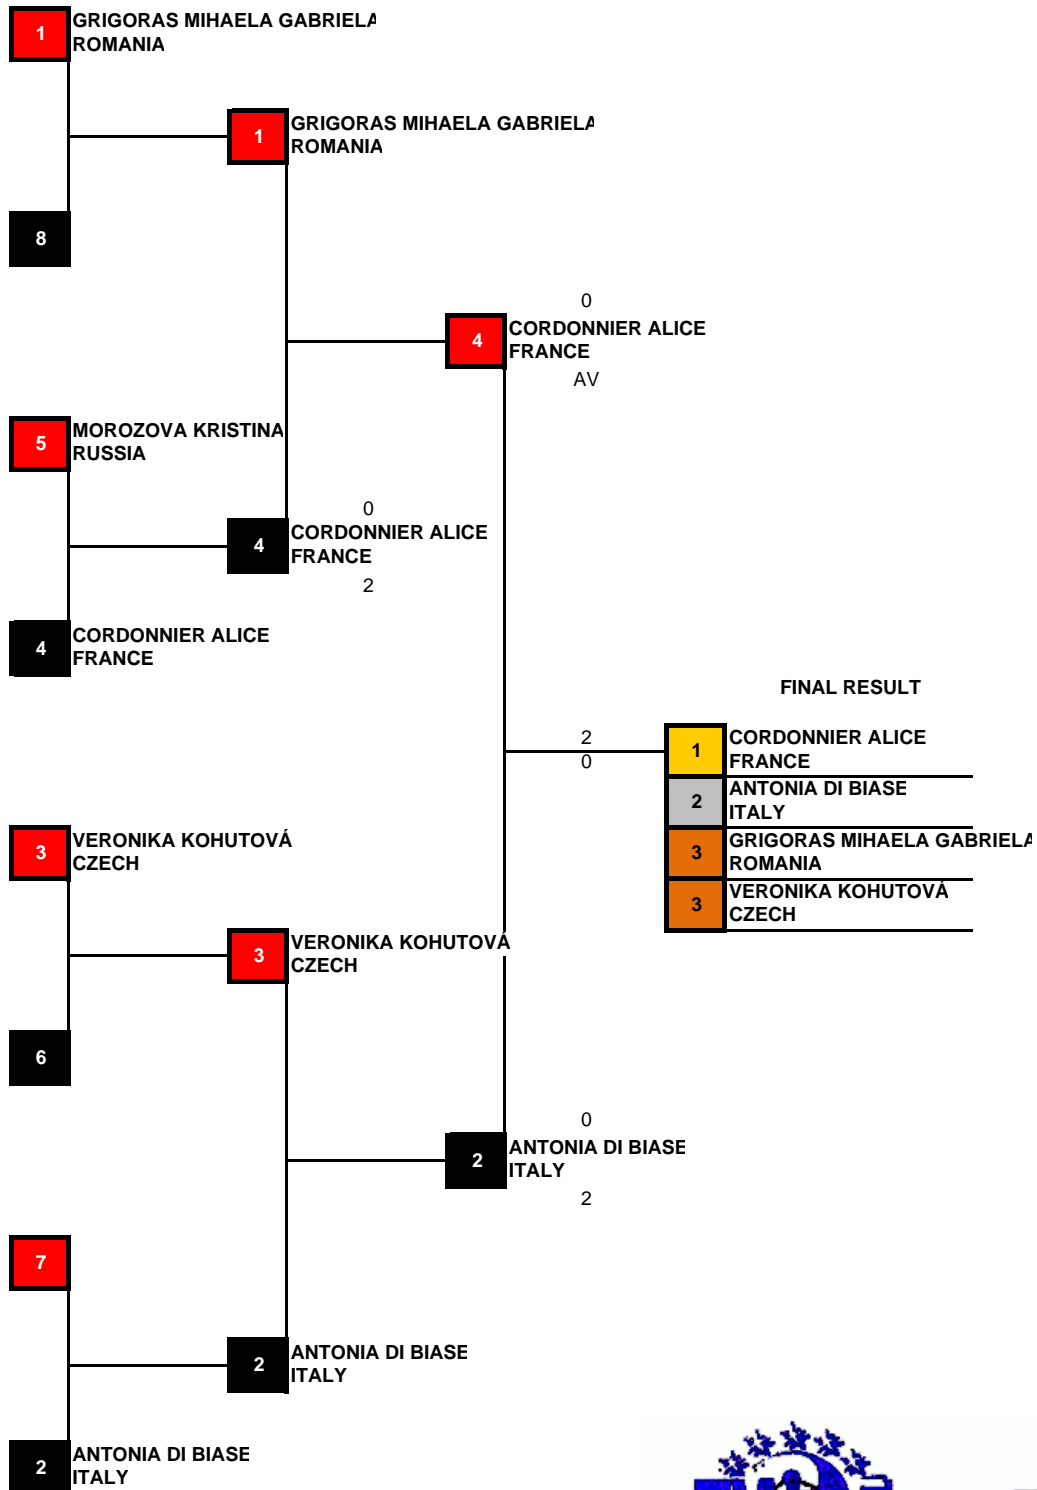 1
GRIGORAS MIHAELA GABRIELA
ROMANIA
1
GRIGORAS MIHAELA GABRIELA
ROMANIA
8
0
4
CORDONNIER ALICE
FRANCE
AV
5
MOROZOVA KRISTINA
RUSSIA
0
4
CORDONNIER ALICE
FRANCE
2
4
CORDONNIER ALICE
FRANCE
FINAL RESULT
2
0
1
CORDONNIER ALICE
FRANCE
2
ANTONIA DI BIASE
ITALY
3
GRIGORAS MIHAELA GABRIELA
ROMANIA
3
VERONIKA KOHUTOVÁ
CZECH
3
VERONIKA KOHUTOVÁ
CZECH
3
VERONIKA KOHUTOVÁ
CZECH
6
0
2
ANTONIA DI BIASE
ITALY
2
7
2
ANTONIA DI BIASE
ITALY
2
ANTONIA DI BIASE
ITALY